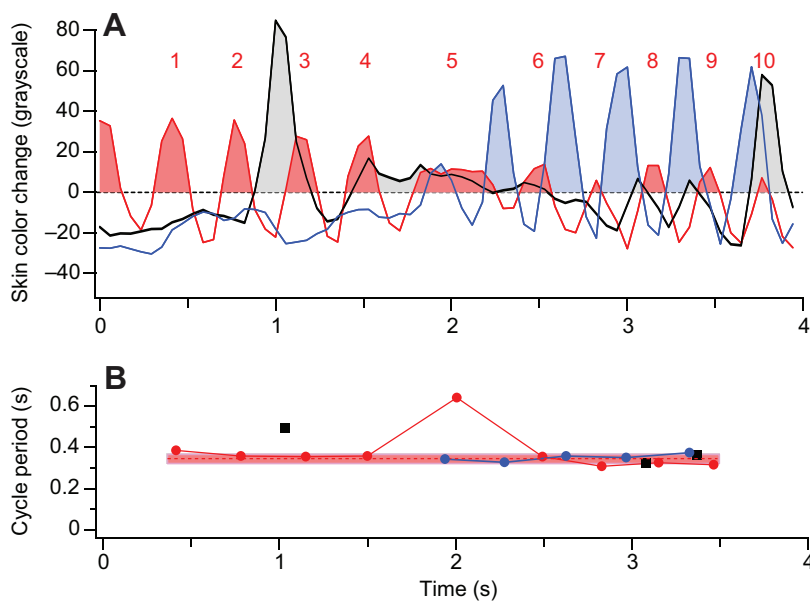 A
Skin color change (grayscale)
80
60
40
20
0
–20
–40
1 2 3 4 5 6 7 8 9 10
0 1 2 3 4
B
Cycle period (s)
0.6
0.4
0.2
0
0 1 2 3 4
Time (s)